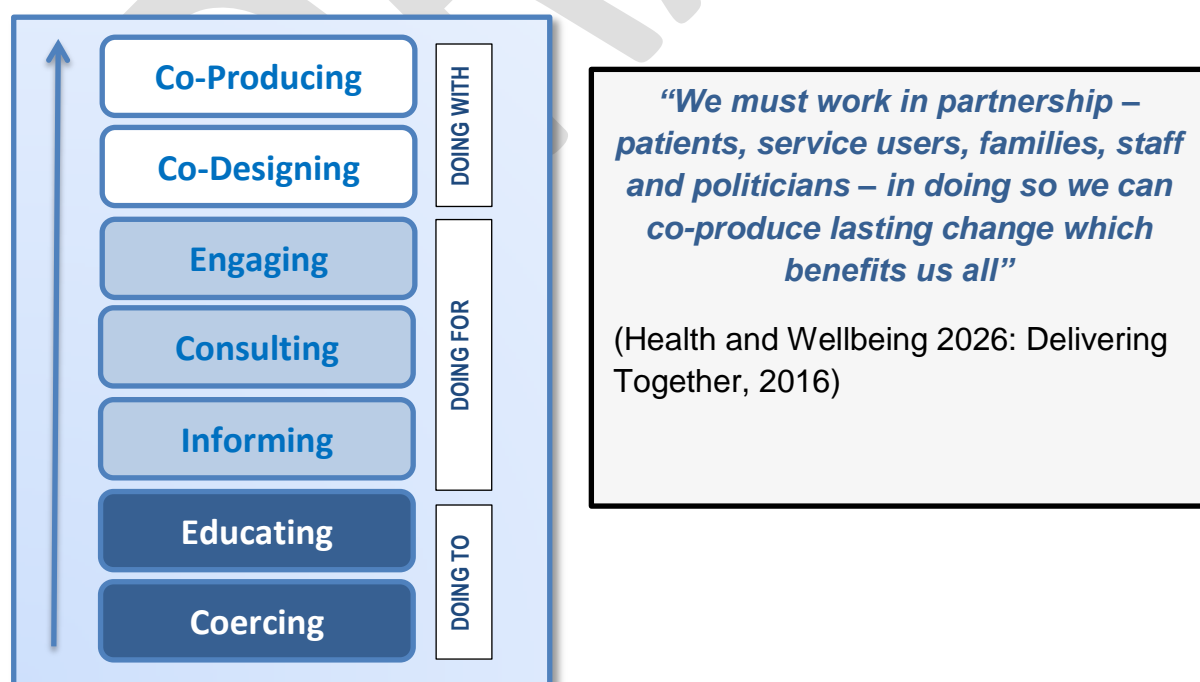 Co-Producing
Co-Designing
DOING WITH
Engaging
Consulting
Informing
DOING FOR
Educating
Coercing
DOING TO
“We must work in partnership –
patients, service users, families, staff
and politicians – in doing so we can
co-produce lasting change which
benefits us all”
(Health and Wellbeing 2026: Delivering
Together, 2016)